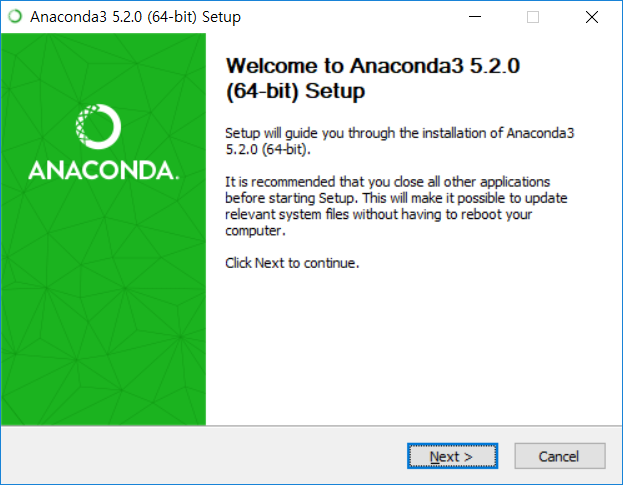 Anaconda3 5.2.0 (64-bit) Setup
ANACONDA.
Welcome to Anaconda3 5.2.0
(64-bit) Setup
Setup will guide you through the installation of Anaconda3
5.2.0 (64-bit).
It is recommended that you close all other applications
before starting Setup. This will make it possible to update
relevant system files without having to reboot your
computer.
Click Next to continue.
Next >
Cancel